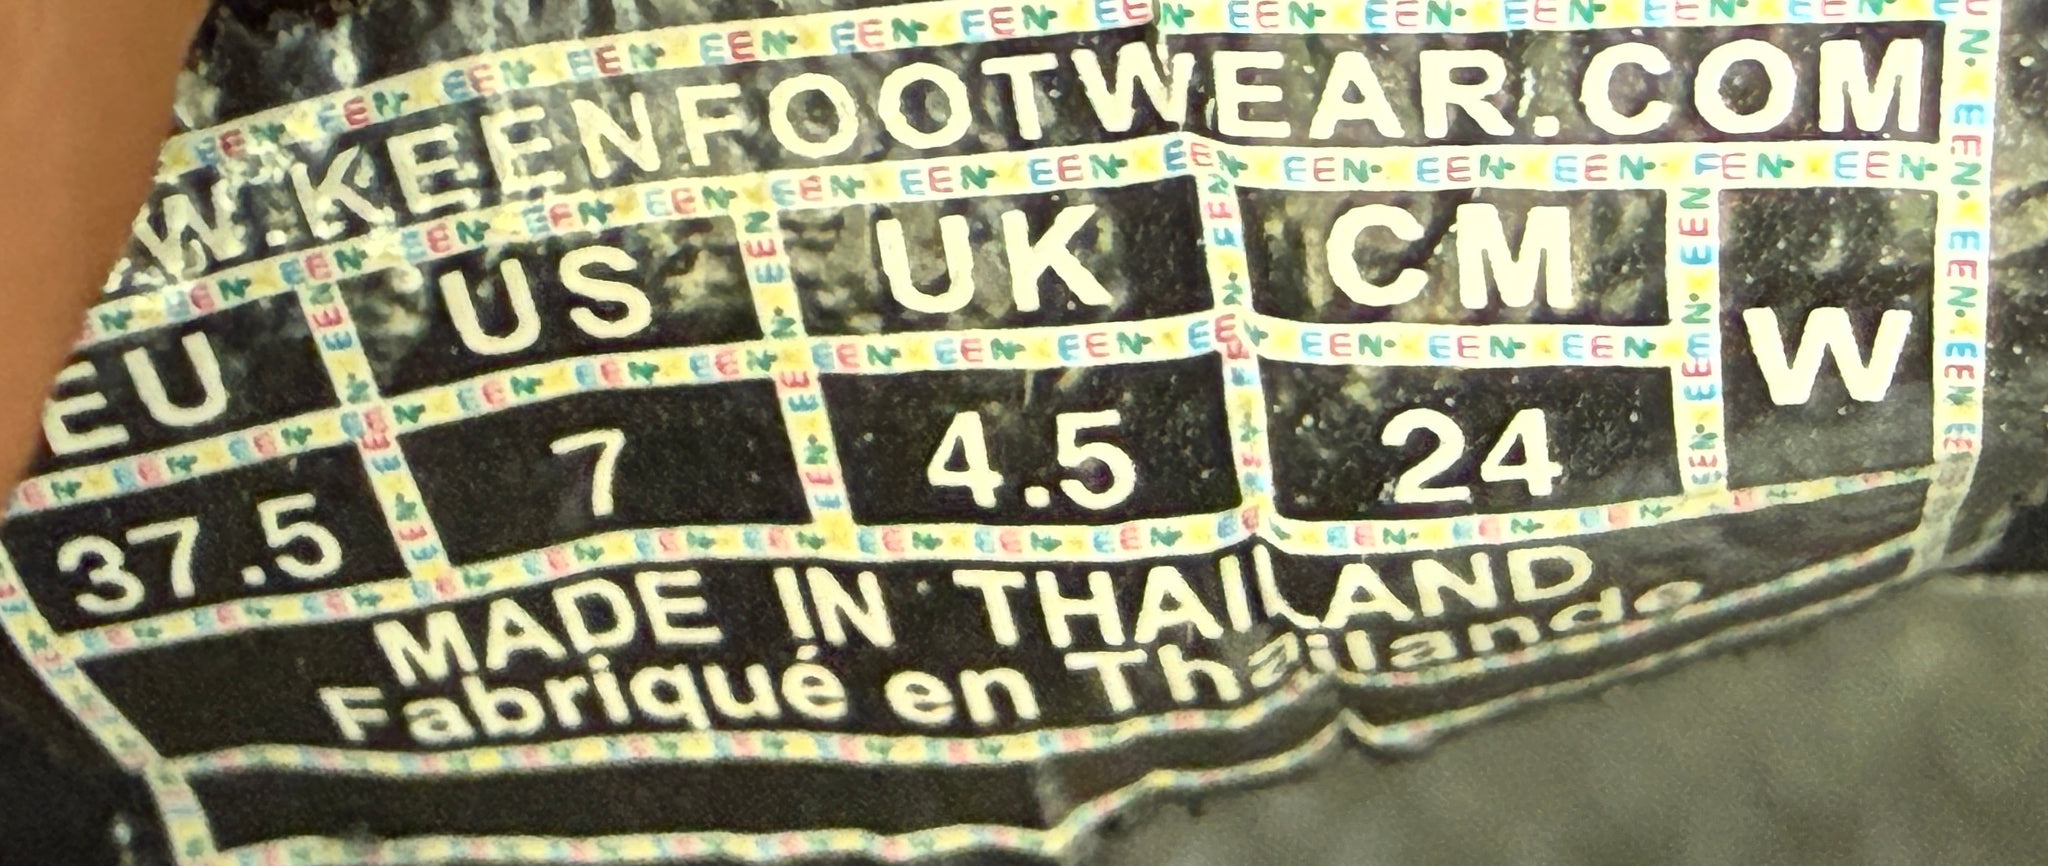 W.KEENFOOTWEAR.COM
EU US UK CM W
37.5 7 4.5 24
MADE IN THAILAND
Fabriqué en Thaïlande